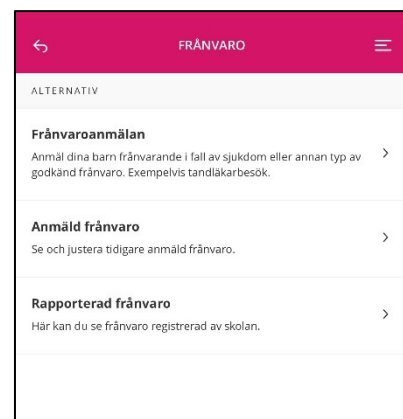 FRÅNVARO
ALTERNATIV
Frånvaroanmälan
Anmäl dina barn frånvarande i fall av sjukdom eller annan typ av
godkänd frånvaro. Exempelvis tandläkarbesök.
Anmäld frånvaro
Se och justera tidigare anmäld frånvaro.
Rapporterad frånvaro
Här kan du se frånvaro registrerad av skolan.